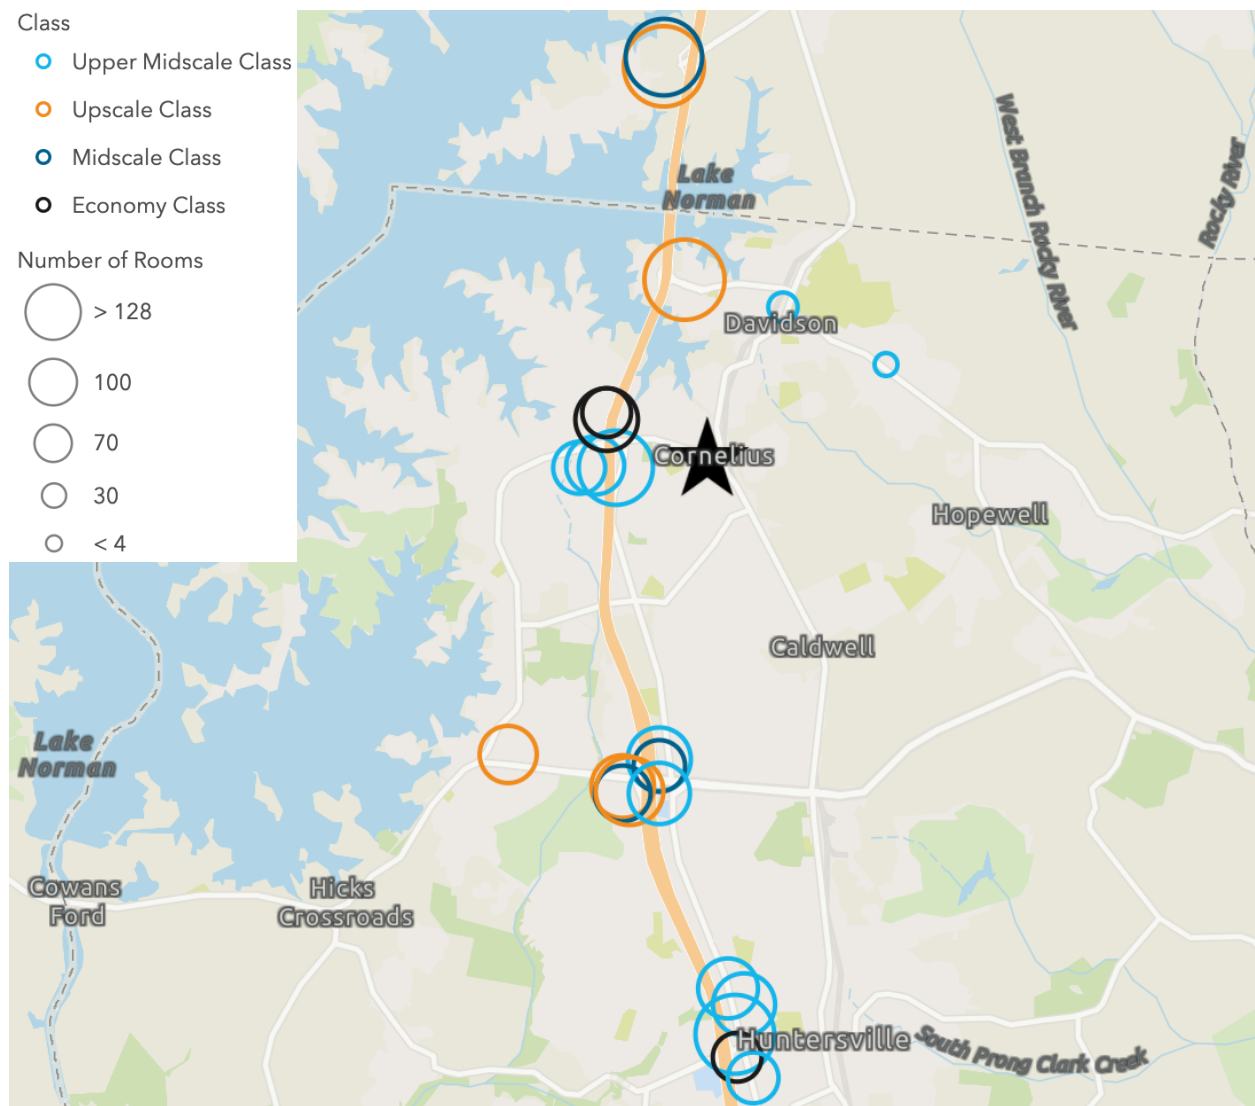 Class
Upper Midscale Class
Upscale Class
Midscale Class
Economy Class
Number of Rooms
> 128
100
70
30
< 4
Lake
Norman
West Branch Rocky River
Rocky River
Davidson
Cornelius
Hopewell
Caldwell
Lake
Norman
Cowans
Ford
Hicks
Crossroads
Huntersville
South Prong Clark Creek